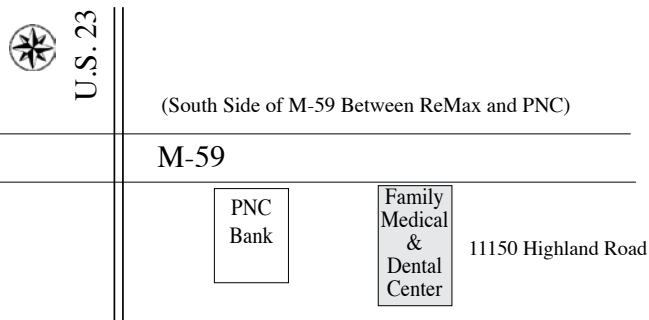 U.S. 23
(South Side of M-59 Between ReMax and PNC)
M-59
PNC
Bank
Family
Medical
&
Dental
Center
11150 Highland Road